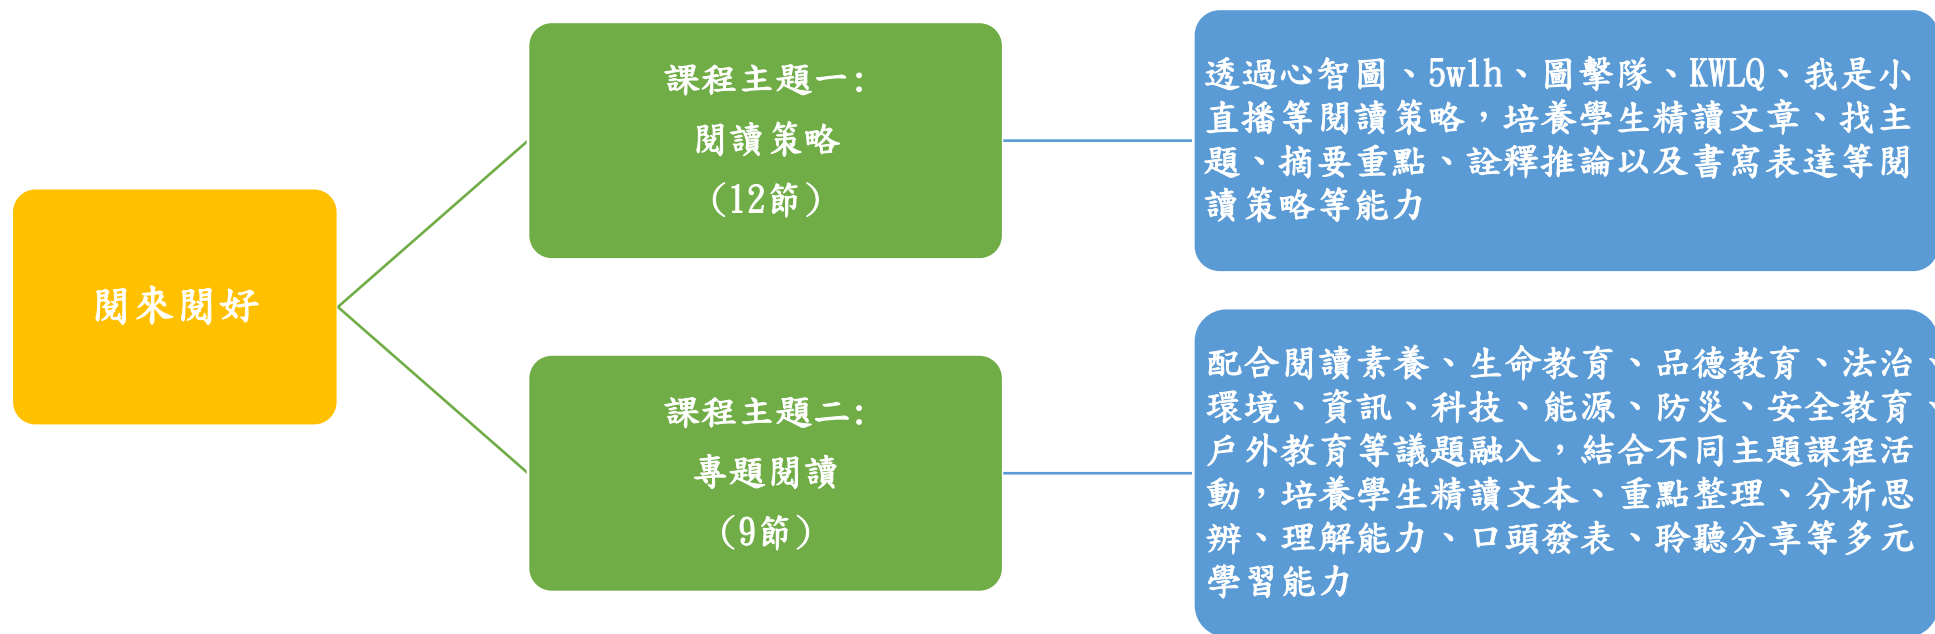 閱來閱好
課程主題一:
閱讀策略
(12節)
透過心智圖、5w1h、圖擊隊、KWLQ、我是小
直播等閱讀策略，培養學生精讀文章、找主
題、摘要重點、詮釋推論以及書寫表達等閱
讀策略等能力
課程主題二:
專題閱讀
(9節)
配合閱讀素養、生命教育、品德教育、法治、
環境、資訊、科技、能源、防災、安全教育、
戶外教育等議題融入，結合不同主題課程活
動，培養學生精讀文本、重點整理、分析思
辨、理解能力、口頭發表、聆聽分享等多元
學習能力